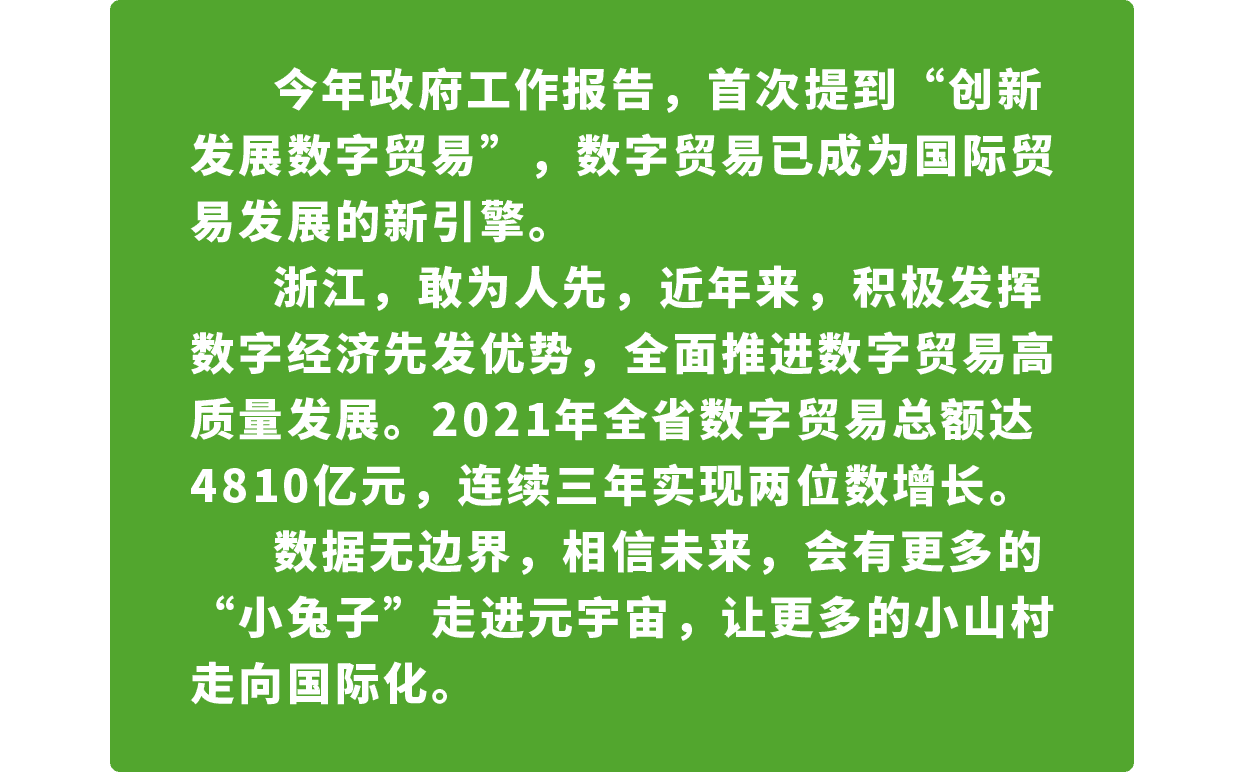 今年政府工作报告，首次提到“创新
发展数字贸易”，数字贸易已成为国际贸
易发展的新引擎。
浙江，敢为人先，近年来，积极发挥
数字经济先发优势，全面推进数字贸易高
质量发展。2021年全省数字贸易总额达
4810亿元，连续三年实现两位数增长。
数据无边界，相信未来，会有更多的
“小兔子”走进元宇宙，让更多的小山村
走向国际化。